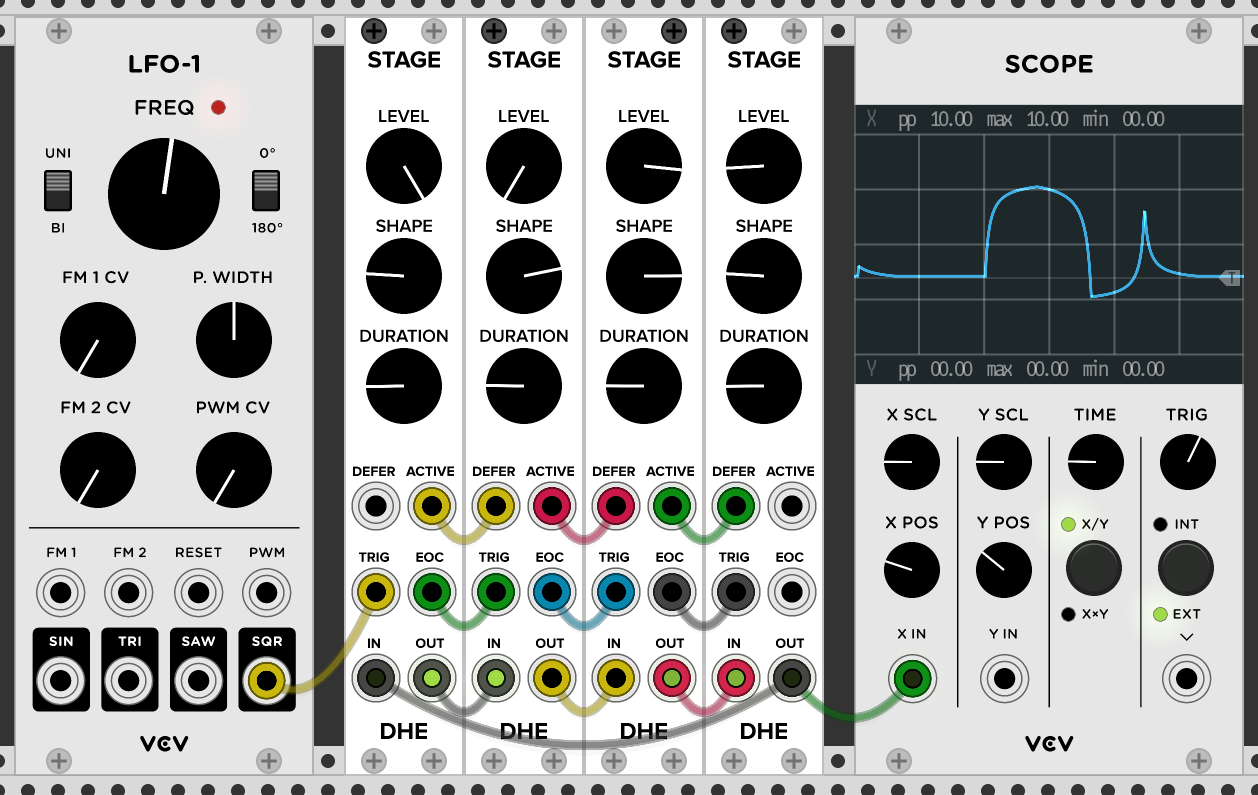 LFO-1
FREQ
UNI
0°
BI
180°
FM 1 CV
P. WIDTH
FM 2 CV
PWM CV
FM 1
FM 2
RESET
PWM
SIN
TRI
SAW
SQR
VCV
STAGE
LEVEL
SHAPE
DURATION
DEFER
ACTIVE
TRIG
EOC
IN
OUT
DHE
STAGE
LEVEL
SHAPE
DURATION
DEFER
ACTIVE
TRIG
EOC
IN
OUT
DHE
STAGE
LEVEL
SHAPE
DURATION
DEFER
ACTIVE
TRIG
EOC
IN
OUT
DHE
STAGE
LEVEL
SHAPE
DURATION
DEFER
ACTIVE
TRIG
EOC
IN
OUT
DHE
SCOPE
X pp 10.00 max 10.00 min 00.00
T
Y pp 00.00 max 00.00 min 00.00
X SCL
Y SCL
TIME
TRIG
X POS
Y POS
X/Y
INT
X×Y
EXT
X IN
Y IN
VCV